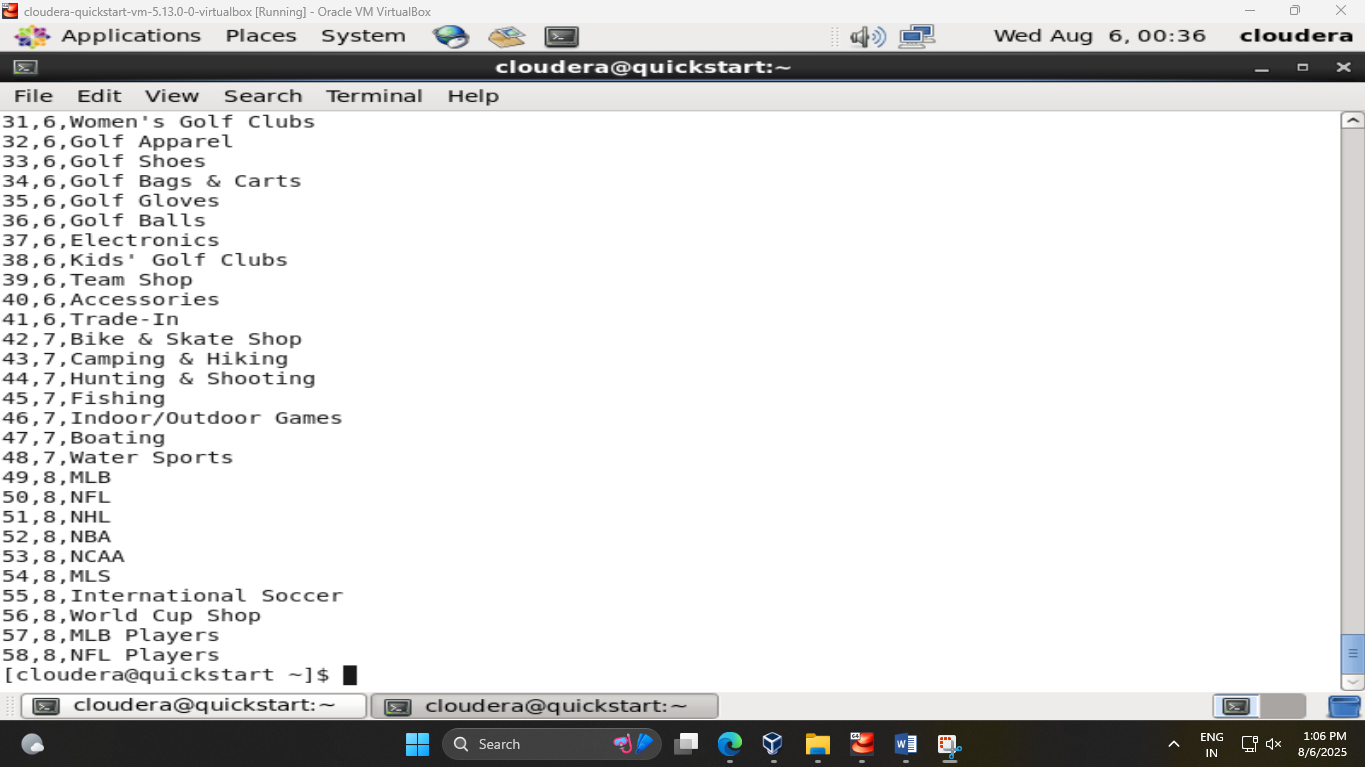 cloudera-quickstart-vm-5.13.0-0-virtualbox [Running] - Oracle VM VirtualBox
Applications Places System Wed Aug 6, 00:36 cloudera
cloudera@quickstart:~
File Edit View Search Terminal Help
31,6,Women's Golf Clubs
32,6,Golf Apparel
33,6,Golf Shoes
34,6,Golf Bags & Carts
35,6,Golf Gloves
36,6,Golf Balls
37,6,Electronics
38,6,Kids' Golf Clubs
39,6,Team Shop
40,6,Accessories
41,6,Trade-In
42,7,Bike & Skate Shop
43,7,Camping & Hiking
44,7,Hunting & Shooting
45,7,Fishing
46,7,Indoor/Outdoor Games
47,7,Boating
48,7,Water Sports
49,8,MLB
50,8,NFL
51,8,NHL
52,8,NBA
53,8,NCAA
54,8,MLS
55,8,International Soccer
56,8,World Cup Shop
57,8,MLB Players
58,8,NFL Players
[cloudera@quickstart ~]$
cloudera@quickstart:~ cloudera@quickstart:~
Search ENG 1:06 PM
IN 8/6/2025